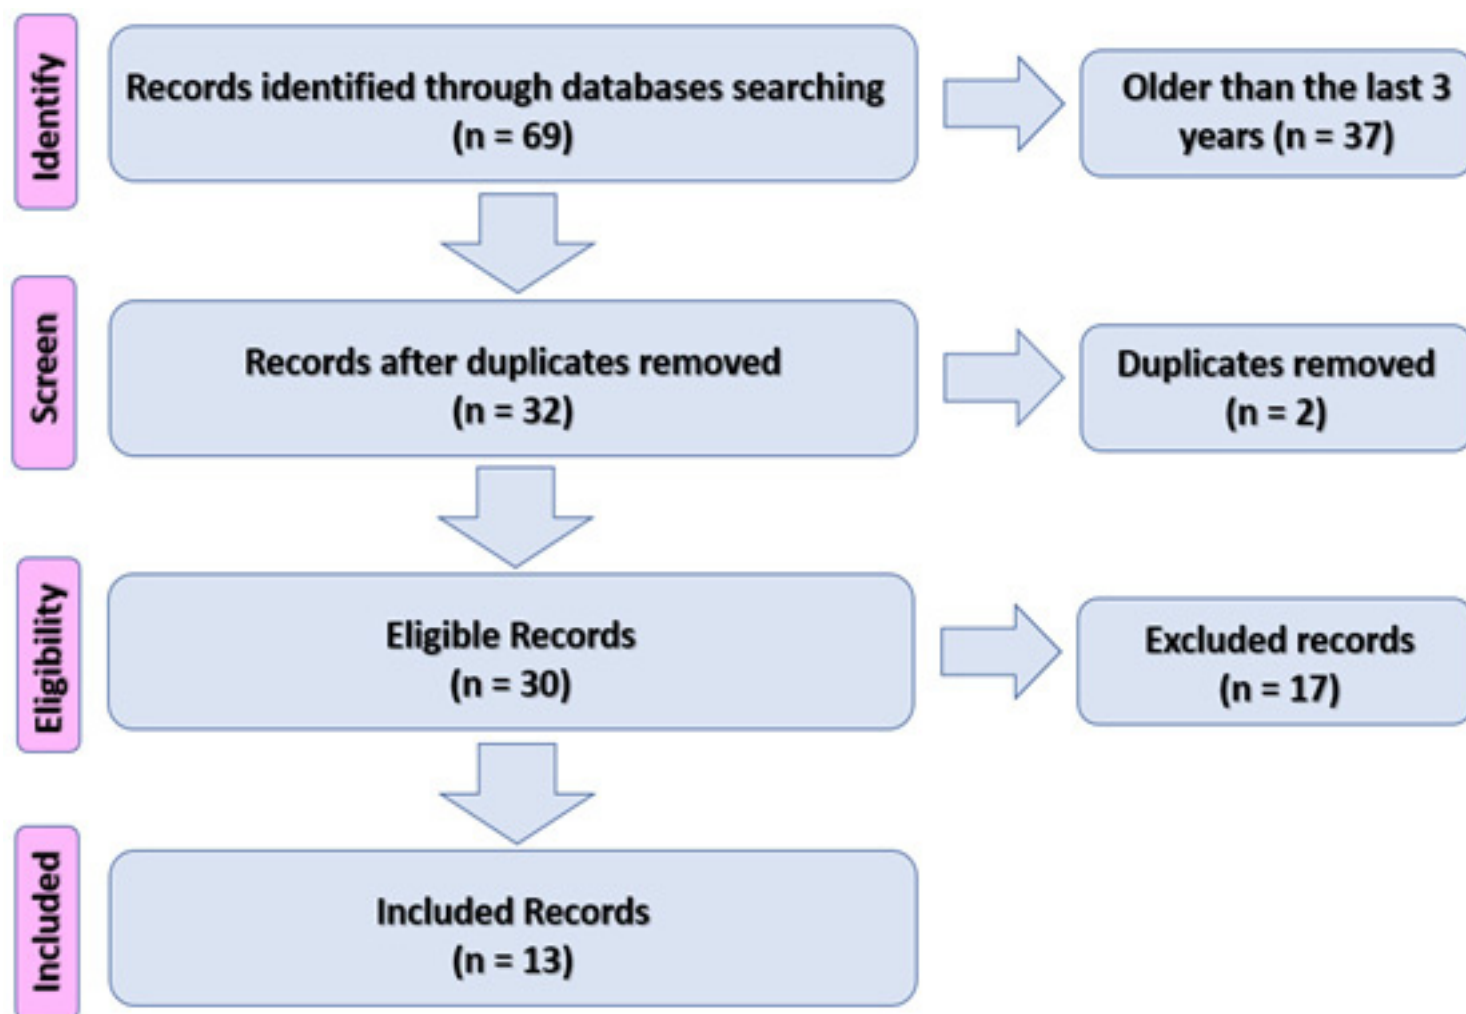 Identify
Records identified through databases searching
(n = 69)
Older than the last 3
years (n = 37)
Screen
Records after duplicates removed
(n = 32)
Duplicates removed
(n = 2)
Eligibility
Eligible Records
(n = 30)
Excluded records
(n = 17)
Included
Included Records
(n = 13)